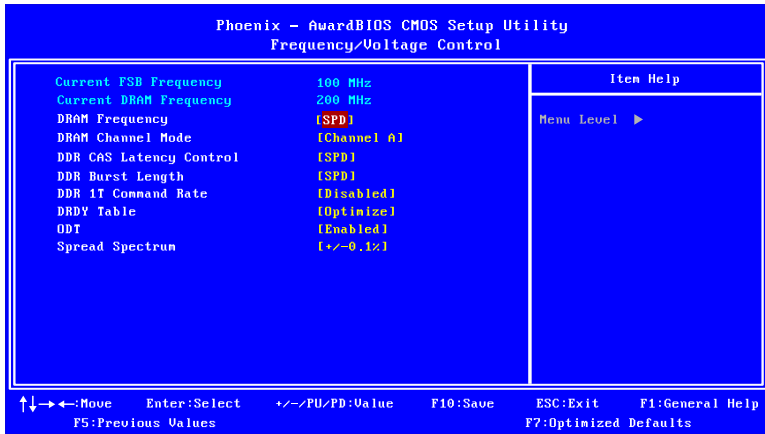 Phoenix – AwardBIOS CMOS Setup Utility
Frequency/Voltage Control
Current FSB Frequency 100 MHz
Current DRAM Frequency 200 MHz
DRAM Frequency [SPD]
DRAM Channel Mode [Channel A]
DDR CAS Latency Control [SPD]
DDR Burst Length [SPD]
DDR 1T Command Rate [Disabled]
DRDY Table [Optimize]
ODT [Enabled]
Spread Spectrum [+/-0.1%]
Item Help
Menu Level ▶
↑↓→←:Move Enter:Select +/-/PU/PD:Value F10:Save ESC:Exit F1:General Help
F5:Previous Values F7:Optimized Defaults